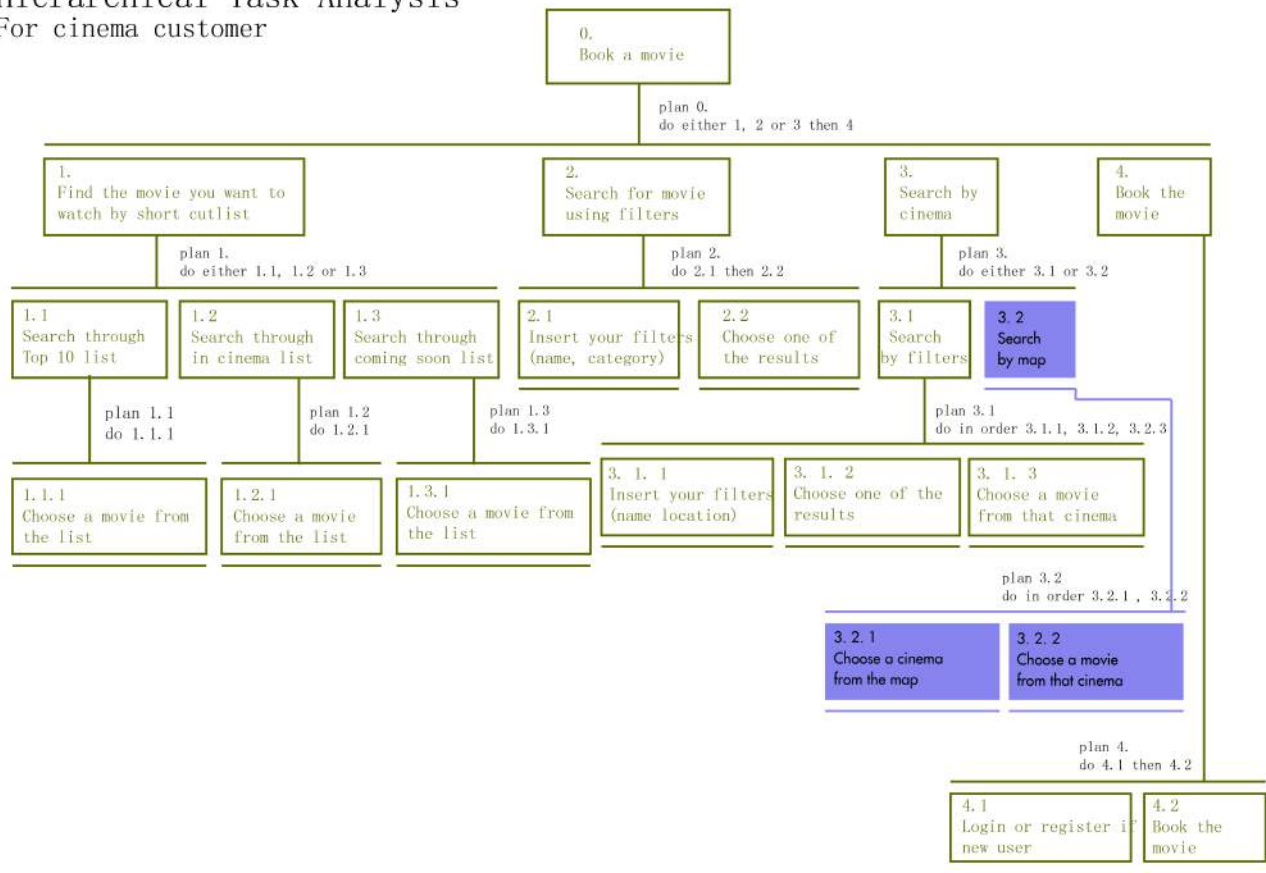 Hierarchical Task Analysis
For cinema customer
0.
Book a movie
plan 0.
do either 1, 2 or 3 then 4
1.
Find the movie you want to
watch by short cutlist
2.
Search for movie
using filters
3.
Search by
cinema
4.
Book the
movie
plan 1.
do either 1.1, 1.2 or 1.3
plan 2.
do 2.1 then 2.2
plan 3.
do either 3.1 or 3.2
1.1
Search through
Top 10 list
1.2
Search through
in cinema list
1.3
Search through
coming soon list
2.1
Insert your filters
(name, category)
2.2
Choose one of
the results
3.1
Search
by filters
3.2
Search
by map
plan 1.1
do 1.1.1
plan 1.2
do 1.2.1
plan 1.3
do 1.3.1
plan 3.1
do in order 3.1.1, 3.1.2, 3.2.3
1.1.1
Choose a movie from
the list
1.2.1
Choose a movie
from the list
1.3.1
Choose a movie from
the list
3.1.1
Insert your filters
(name location)
3.1.2
Choose one of the
results
3.1.3
Choose a movie
from that cinema
plan 3.2
do in order 3.2.1 , 3.2.2
3.2.1
Choose a cinema
from the map
3.2.2
Choose a movie
from that cinema
plan 4.
do 4.1 then 4.2
4.1
Login or register if
new user
4.2
Book the
movie